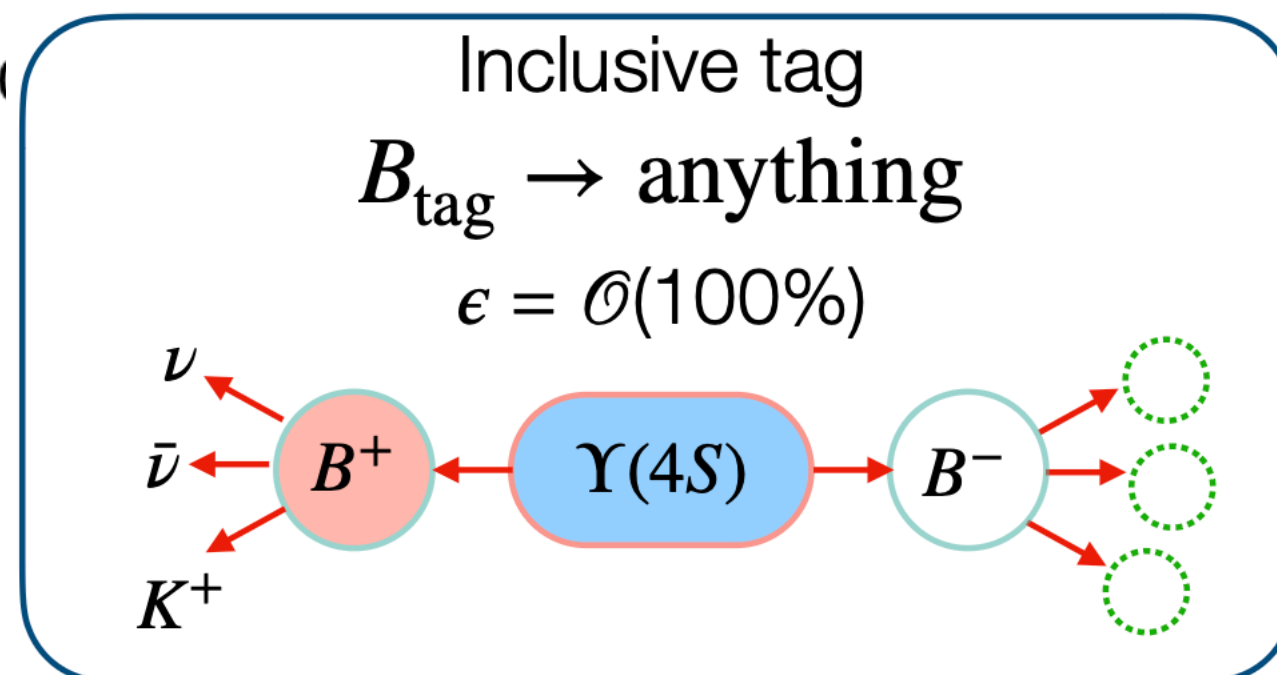 Inclusive tag
B_tag → anything
ϵ = 𝒪(100%)
ν
ν̄ B⁺ Υ(4S) B⁻
K⁺